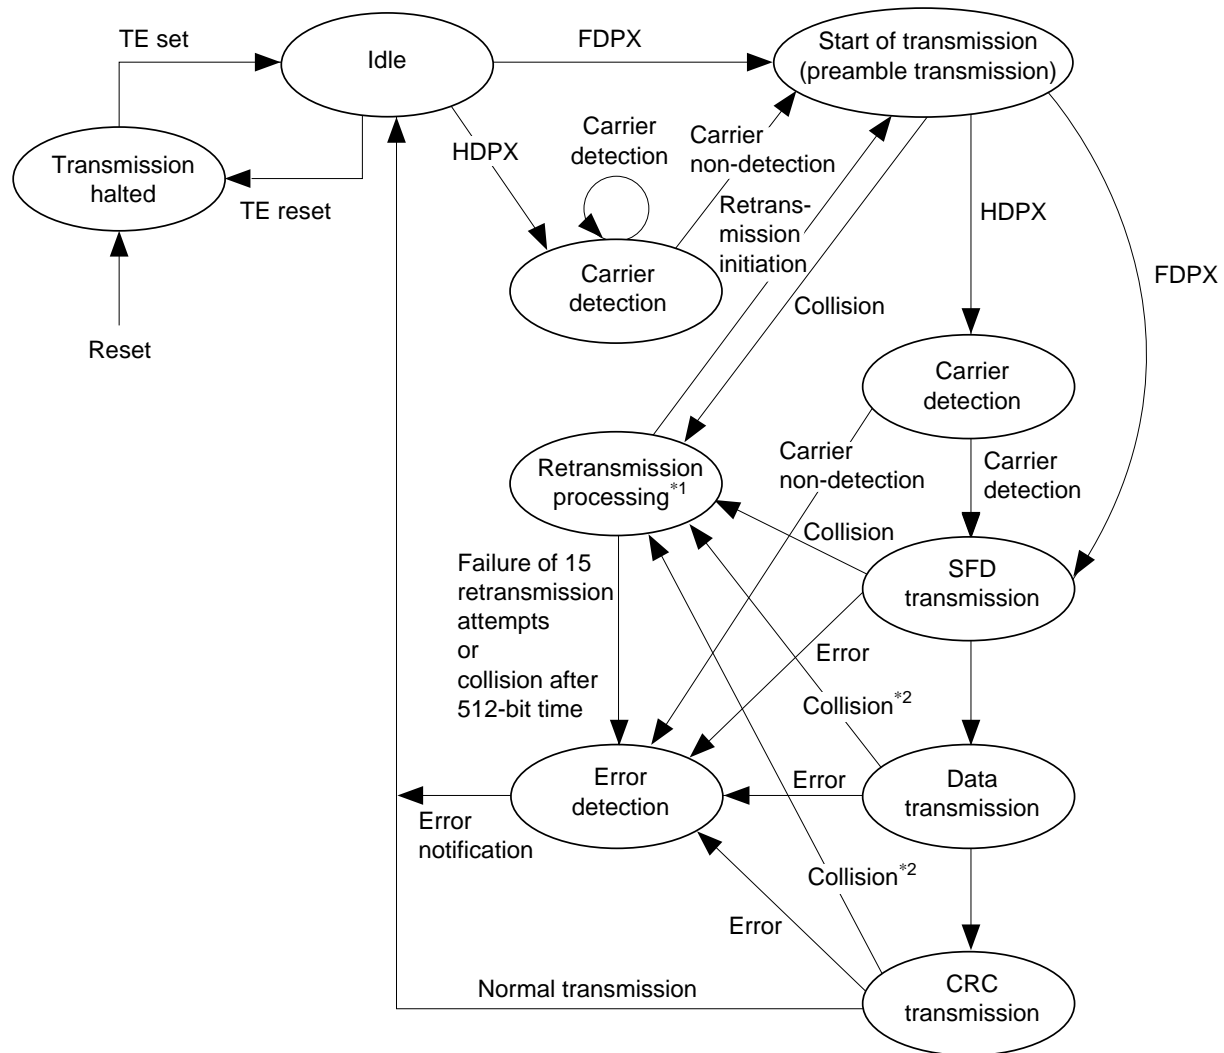 TE set
Idle
FDPX
Start of transmission
(preamble transmission)
Transmission
halted
TE reset
Reset
HDPX
Carrier
detection
Carrier
non-detection
Carrier
detection
Retrans-
mission
initiation
Collision
HDPX
FDPX
Carrier
detection
Retransmission
processing*1
Carrier
non-detection
Carrier
detection
Collision
SFD
transmission
Failure of 15
retransmission
attempts
or
collision after
512-bit time
Error
Collision*2
Error
detection
Error
Data
transmission
Error
notification
Collision*2
Error
Normal transmission
CRC
transmission